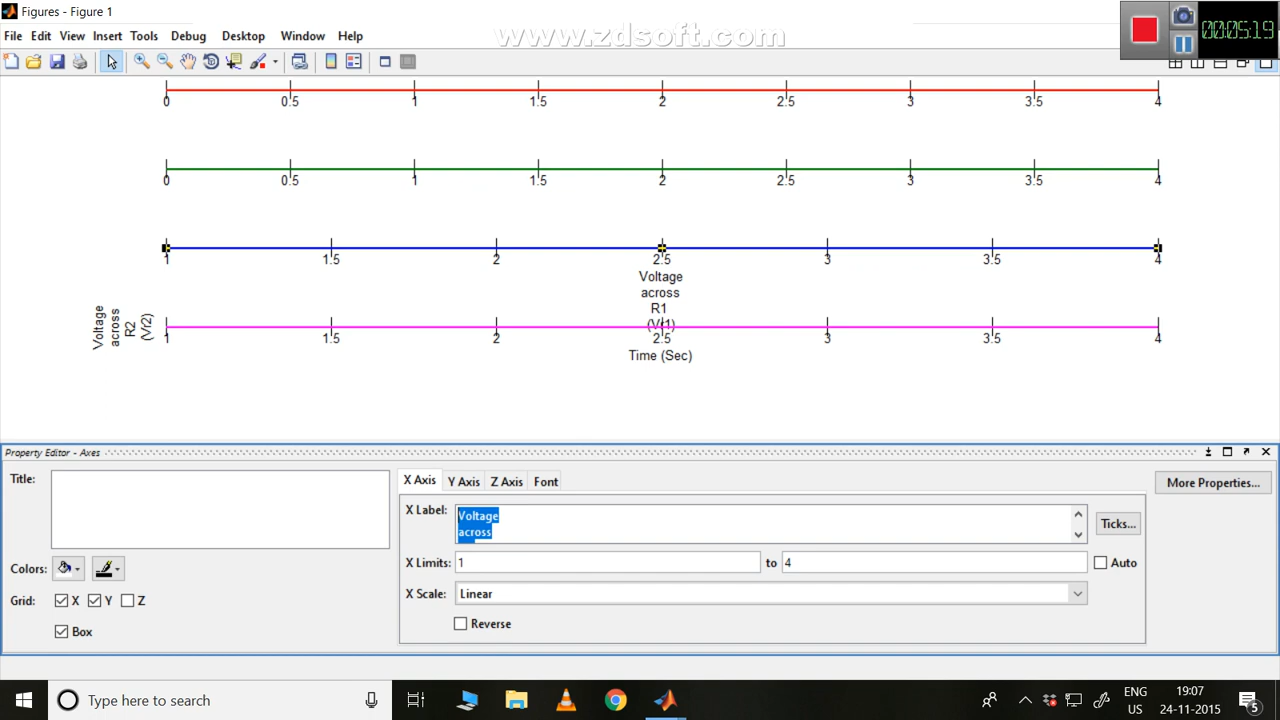 Figures - Figure 1
www.zdsoft.com
00:05:19
File Edit View Insert Tools Debug Desktop Window Help
0 0.5 1 1.5 2 2.5 3 3.5 4
0 0.5 1 1.5 2 2.5 3 3.5 4
1 1.5 2 2.5 3 3.5 4
Voltage
across
R1
(Vr1)
Voltage
across
R2
(Vr2)
1 1.5 2 2.5 3 3.5 4
Time (Sec)
Property Editor - Axes
Title:
X Axis Y Axis Z Axis Font
More Properties...
X Label: Voltage
across
Ticks...
Colors:
X Limits: 1 to 4 Auto
Grid: X Y Z
X Scale: Linear
Box
Reverse
Type here to search
ENG
US
19:07
24-11-2015
5